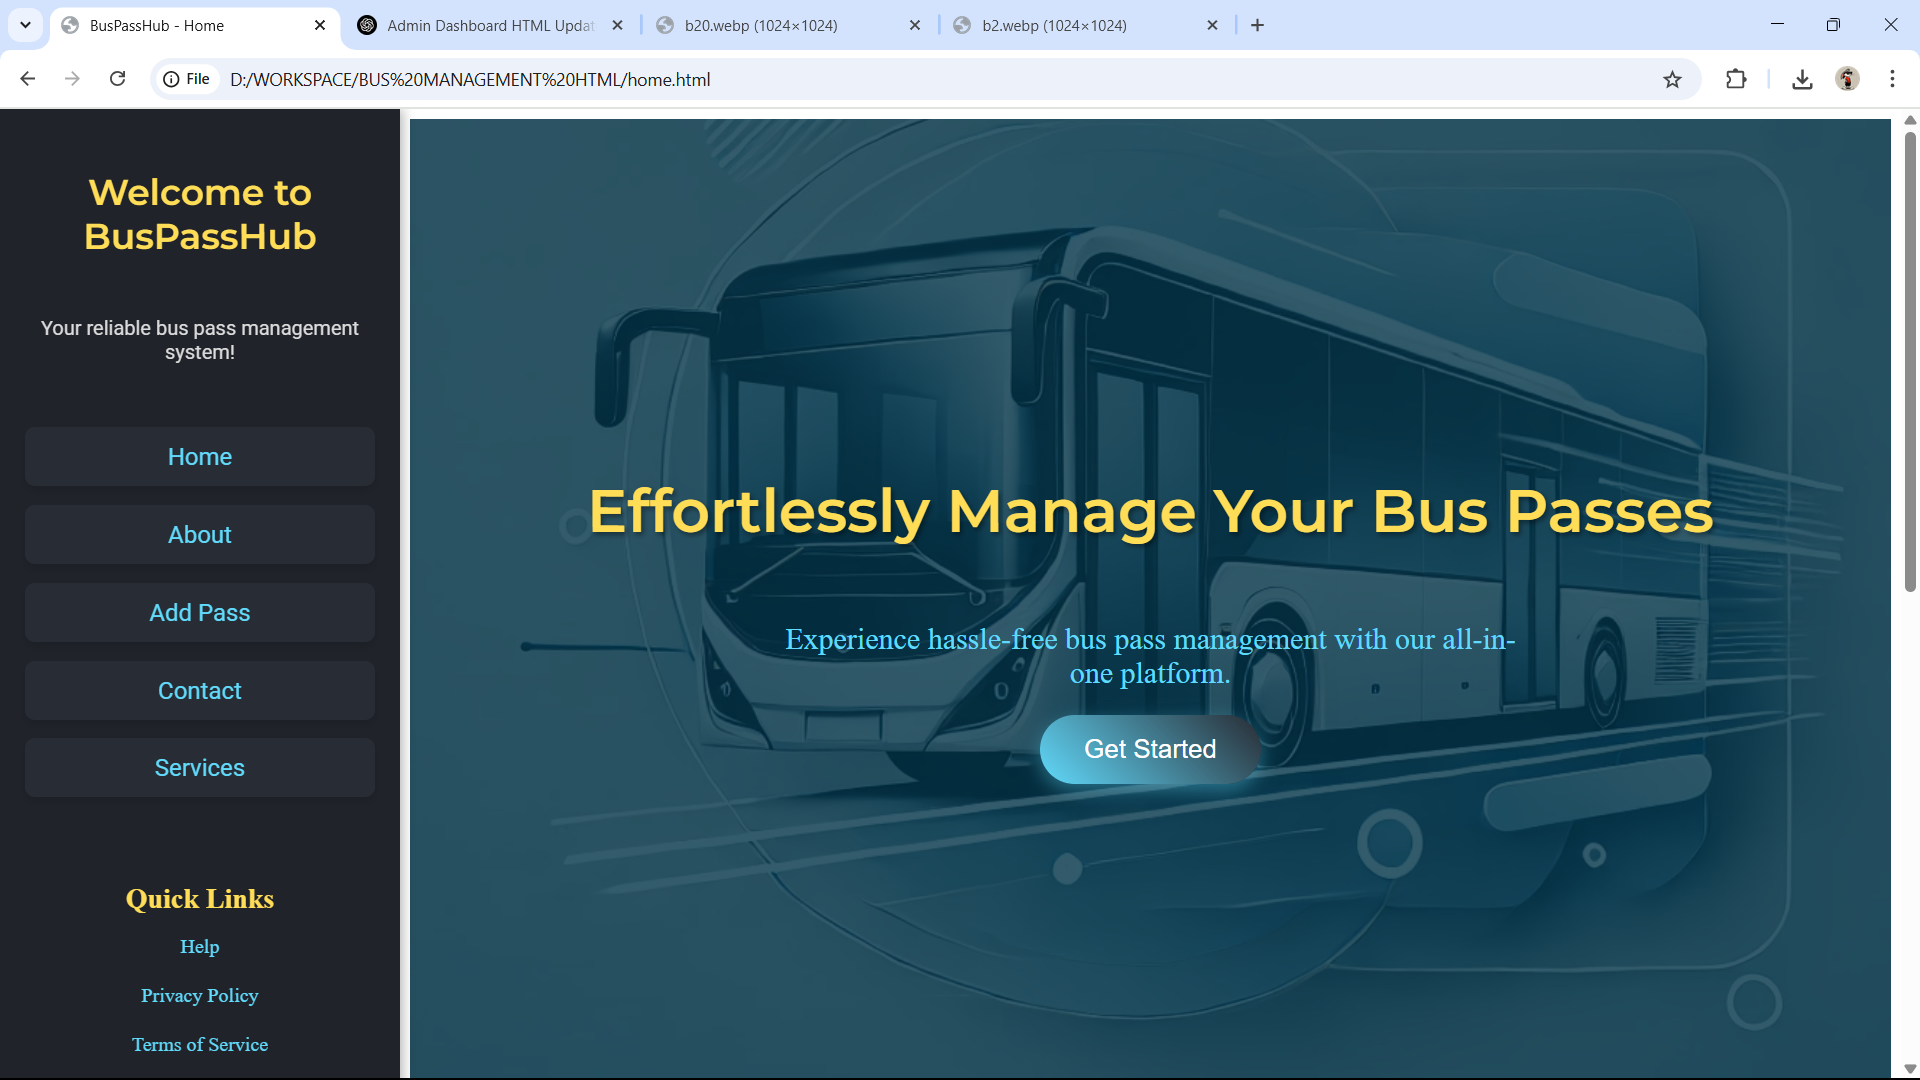 BusPassHub - Home
Admin Dashboard HTML Updat
b20.webp (1024×1024)
b2.webp (1024×1024)
File
D:/WORKSPACE/BUS%20MANAGEMENT%20HTML/home.html
Welcome to
BusPassHub
Your reliable bus pass management
system!
Home
About
Add Pass
Contact
Services
Quick Links
Help
Privacy Policy
Terms of Service
Effortlessly Manage Your Bus Passes
Experience hassle-free bus pass management with our all-in-
one platform.
Get Started